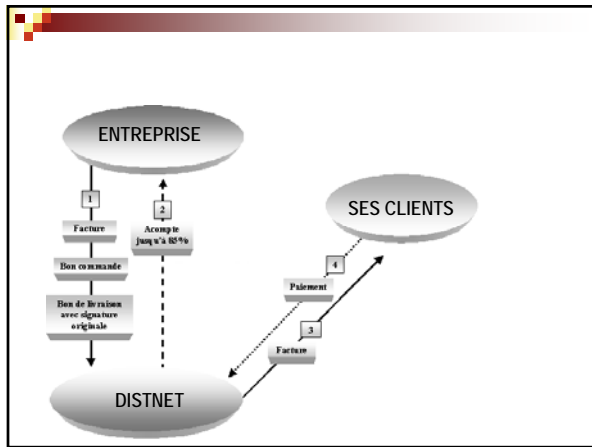 ENTREPRISE
1
Facture
Bon commande
Bon de livraison
avec signature
originale
2
Acompte
jusqu'à 85%
SES CLIENTS
4
Paiement
3
Facture
DISTNET